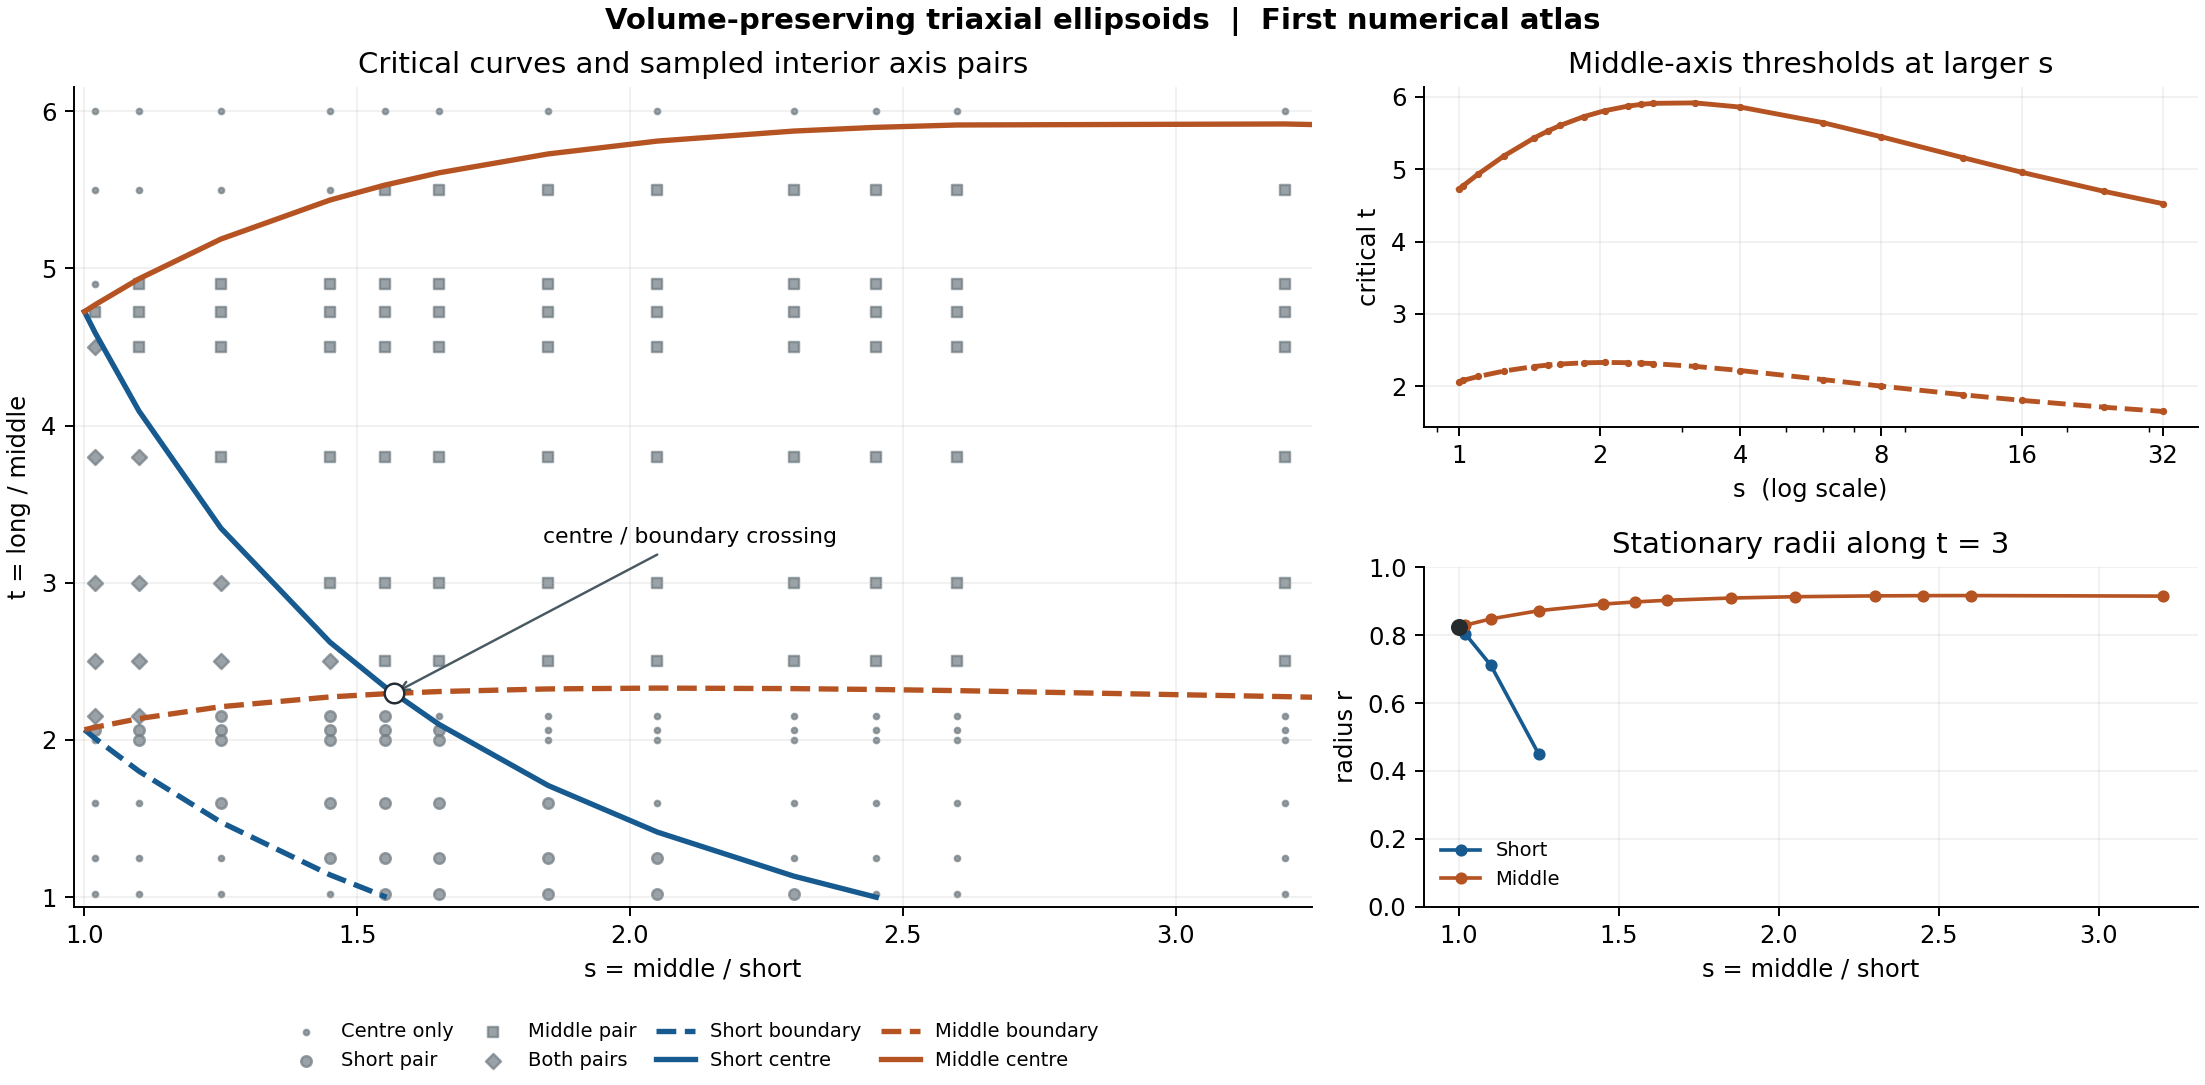 Volume-preserving triaxial ellipsoids | First numerical atlas
Critical curves and sampled interior axis pairs
t = long / middle
6
5
4
3
2
1
centre / boundary crossing
1.0 1.5 2.0 2.5 3.0
s = middle / short
Centre only
Short pair
Middle pair
Both pairs
Short boundary
Short centre
Middle boundary
Middle centre
Middle-axis thresholds at larger s
critical t
6
5
4
3
2
1 2 4 8 16 32
s (log scale)
Stationary radii along t = 3
radius r
1.0
0.8
0.6
0.4
0.2
0.0
Short
Middle
1.0 1.5 2.0 2.5 3.0
s = middle / short